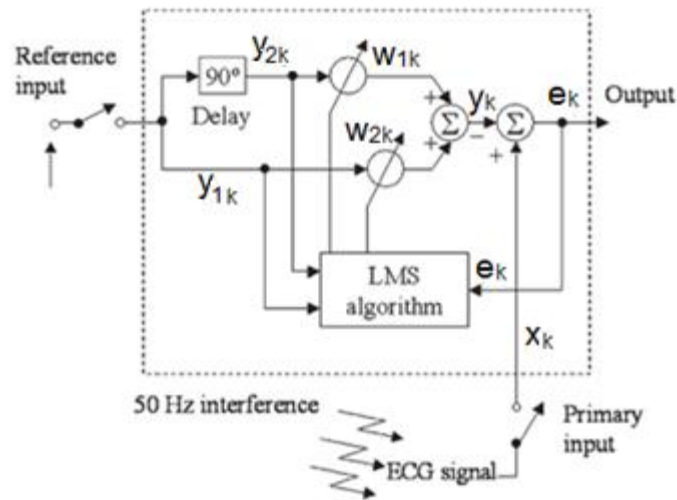 Reference
input
90°
Delay
y2k
w1k
w2k
y1k
+
+
Σ
yk
−
+
Σ
ek
Output
LMS
algorithm
ek
xk
50 Hz interference
ECG signal
Primary
input